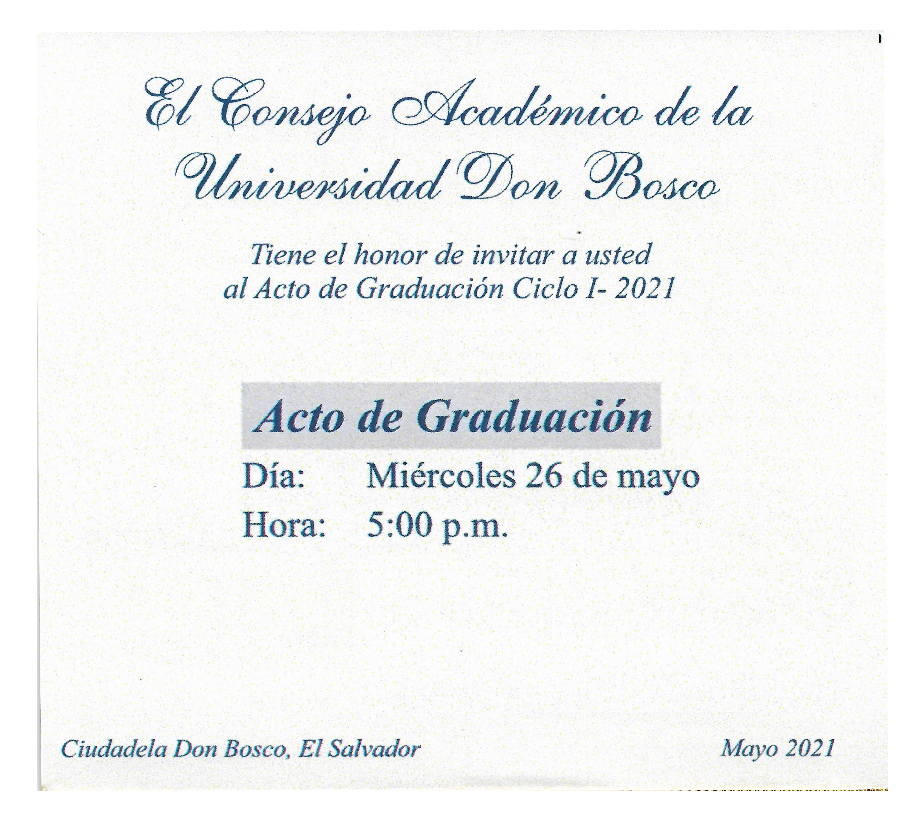 El Consejo Académico de la
Universidad Don Bosco
Tiene el honor de invitar a usted
al Acto de Graduación Ciclo I- 2021
Acto de Graduación
Día: Miércoles 26 de mayo
Hora: 5:00 p.m.
Ciudadela Don Bosco, El Salvador
Mayo 2021